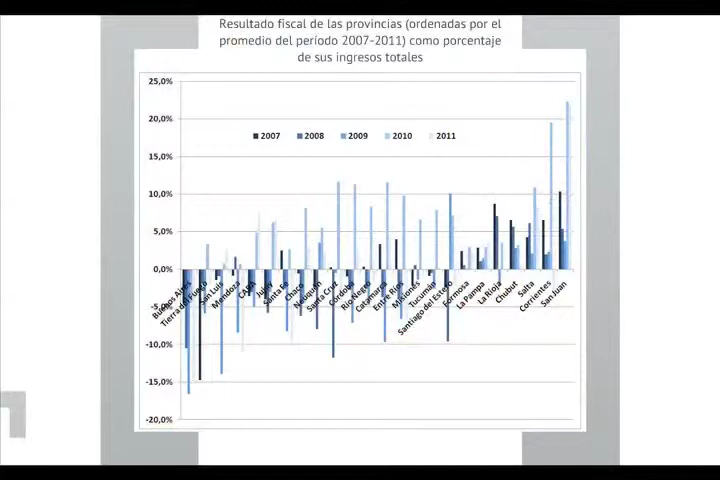 Resultado fiscal de las provincias (ordenadas por el
promedio del período 2007-2011) como porcentaje
de sus ingresos totales
25,0%
20,0%
2007 2008 2009 2010 2011
15,0%
10,0%
5,0%
0,0%
-5,0%
-10,0%
-15,0%
-20,0%
Buenos Aires
Tierra del Fuego
San Luis
Mendoza
CABA
Jujuy
Santa Fe
Chaco
Neuquén
Santa Cruz
Córdoba
Río Negro
Catamarca
Entre Ríos
Misiones
Tucumán
Santiago del Estero
Formosa
La Pampa
La Rioja
Chubut
Salta
Corrientes
San Juan